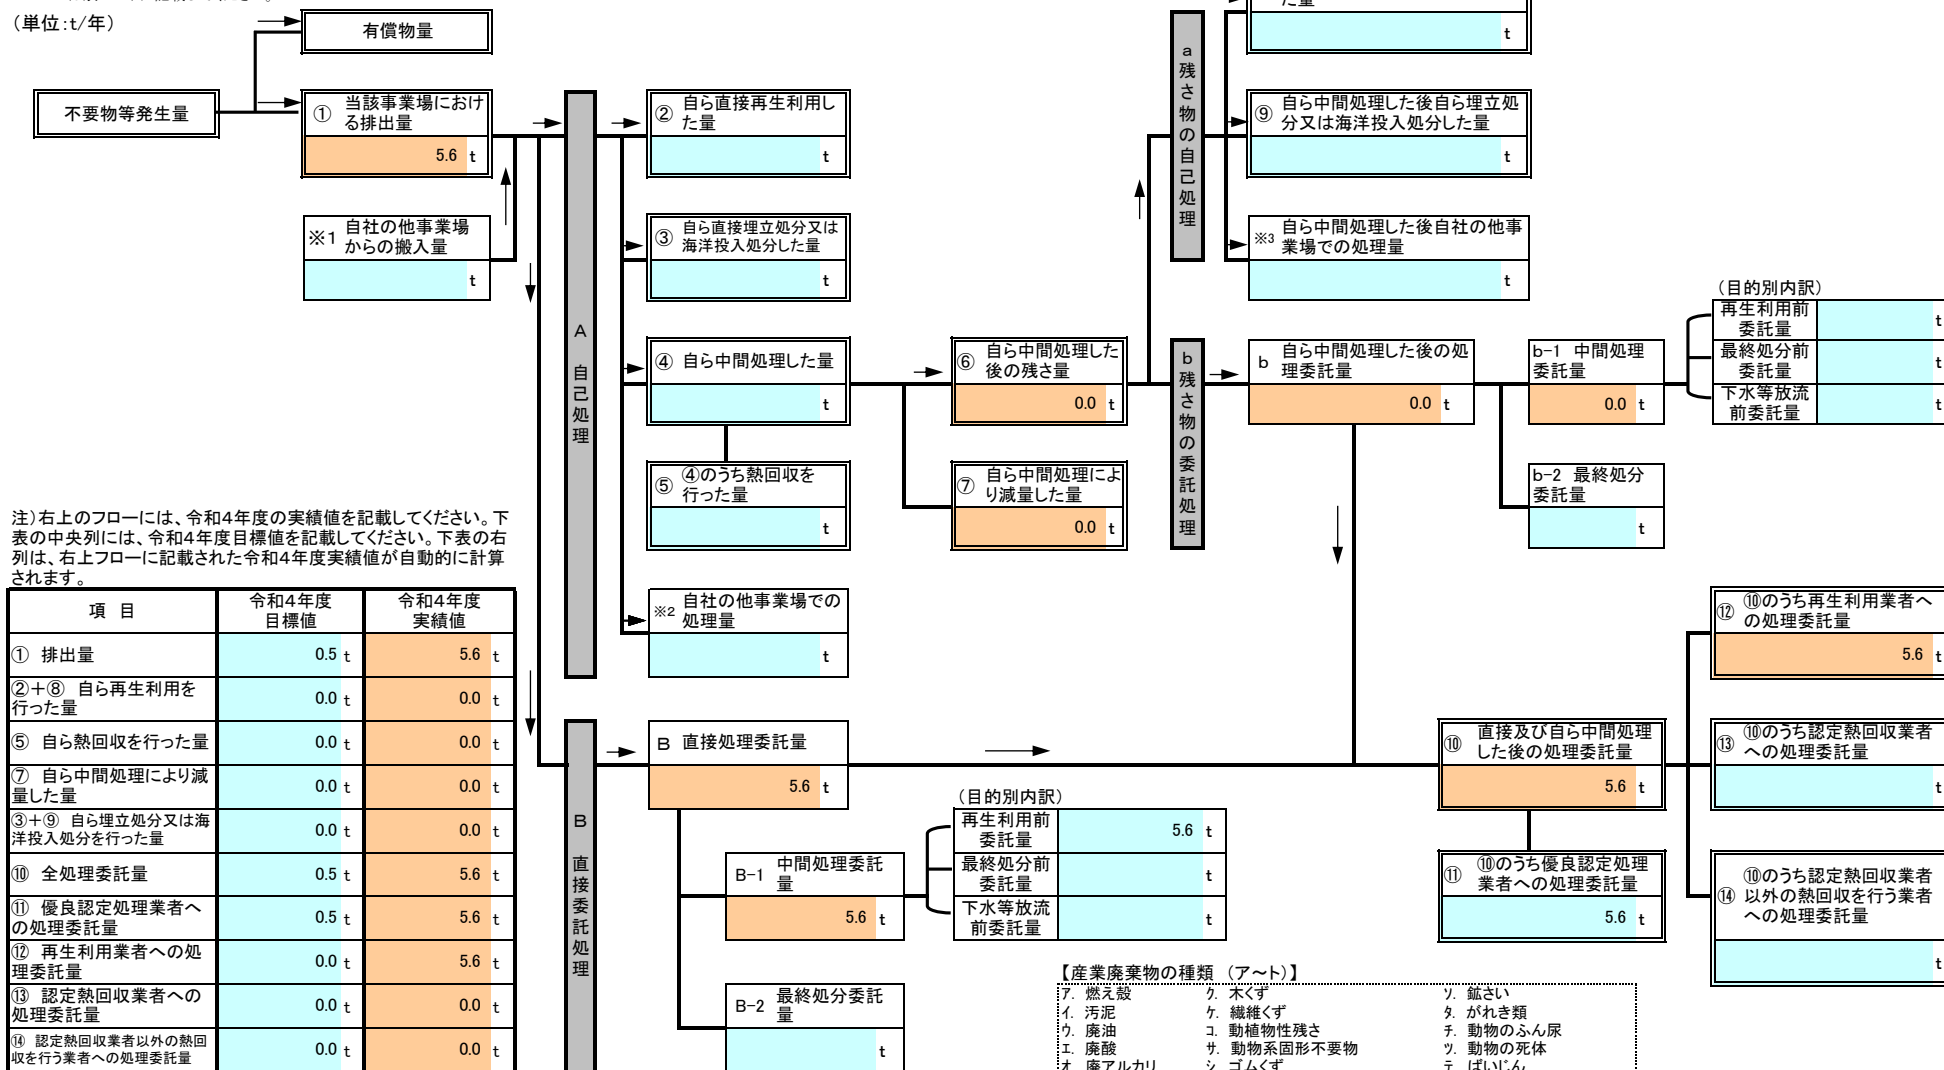 （単位：t/年）
有償物量
不要物等発生量
① 当該事業場におけ
る排出量
5.6 t
※1 自社の他事業場
からの搬入量
t
A 自己処理
② 自ら直接再生利用し
た量
t
③ 自ら直接埋立処分又は
海洋投入処分した量
t
④ 自ら中間処理した量
t
⑤ ④のうち熱回収を
行った量
t
※2 自社の他事業場での
処理量
t
⑥ 自ら中間処理した
後の残さ量
0.0 t
⑦ 自ら中間処理によ
り減量した量
0.0 t
a 残さ物の自己処理
た量
t
⑨ 自ら中間処理した後自ら埋立処
分又は海洋投入処分した量
t
※3 自ら中間処理した後自社の他事
業場での処理量
t
b 残さ物の委託処理
b 自ら中間処理した後の処
理委託量
0.0 t
b-1 中間処理
委託量
0.0 t
b-2 最終処分
委託量
t
（目的別内訳）
再生利用前
委託量
t
最終処分前
委託量
t
下水等放流
前委託量
t
注）右上のフローには、令和４年度の実績値を記載してください。下
表の中央列には、令和４年度目標値を記載してください。下表の右
列は、右上フローに記載された令和４年度実績値が自動的に計算
されます。
項 目 令和４年度 目標値 令和４年度 実績値
① 排出量 0.5 t 5.6 t
②＋⑧ 自ら再生利用を
行った量 0.0 t 0.0 t
⑤ 自ら熱回収を行った量 0.0 t 0.0 t
⑦ 自ら中間処理により減
量した量 0.0 t 0.0 t
③＋⑨ 自ら埋立処分又は海
洋投入処分を行った量 0.0 t 0.0 t
⑩ 全処理委託量 0.5 t 5.6 t
⑪ 優良認定処理業者へ
の処理委託量 0.5 t 5.6 t
⑫ 再生利用業者への処
理委託量 0.0 t 5.6 t
⑬ 認定熱回収業者への
処理委託量 0.0 t 0.0 t
⑭ 認定熱回収業者以外の熱回
収を行う業者への処理委託量 0.0 t 0.0 t
B 直接委託処理
B 直接処理委託量
5.6 t
B-1 中間処理委託
量
5.6 t
B-2 最終処分委託
量
t
（目的別内訳）
再生利用前
委託量
5.6 t
最終処分前
委託量
t
下水等放流
前委託量
t
⑩ 直接及び自ら中間処理
した後の処理委託量
5.6 t
⑪ ⑩のうち優良認定処理
業者への処理委託量
5.6 t
⑫ ⑩のうち再生利用業者へ
の処理委託量
5.6 t
⑬ ⑩のうち認定熱回収業者
への処理委託量
t
⑭ ⑩のうち認定熱回収業者
以外の熱回収を行う業者
への処理委託量
t
【産業廃棄物の種類 （ア～ト）】
ｱ. 燃え殻 ｸ. 木くず ｿ. 鉱さい
ｲ. 汚泥 ｹ. 繊維くず ﾀ. がれき類
ｳ. 廃油 ｺ. 動植物性残さ ﾁ. 動物のふん尿
ｴ. 廃酸 ｻ. 動物系固形不要物 ﾂ. 動物の死体
ｵ. 廃アルカリ ｼ. ゴムくず ﾃ. ばいじん